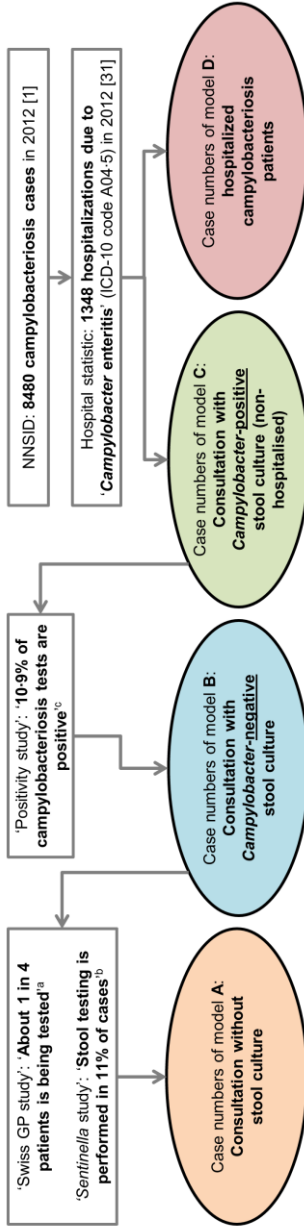 'Swiss GP study': 'About 1 in 4
patients is being tested'a
'Sentinella study': 'Stool testing is
performed in 11% of cases'b
'Positivity study': '10·9% of
campylobacteriosis tests are
positive'c
NNSID: 8480 campylobacteriosis cases in 2012 [1]
Hospital statistic: 1348 hospitalizations due to
'Campylobacter enteritis' (ICD-10 code A04·5) in 2012 [31]
Case numbers of model A:
Consultation without
stool culture
Case numbers of model B:
Consultation with
Campylobacter-negative
stool culture
Case numbers of model C:
Consultation with
Campylobacter-positive
stool culture (non-
hospitalised)
Case numbers of model D:
hospitalized
campylobacteriosis
patients